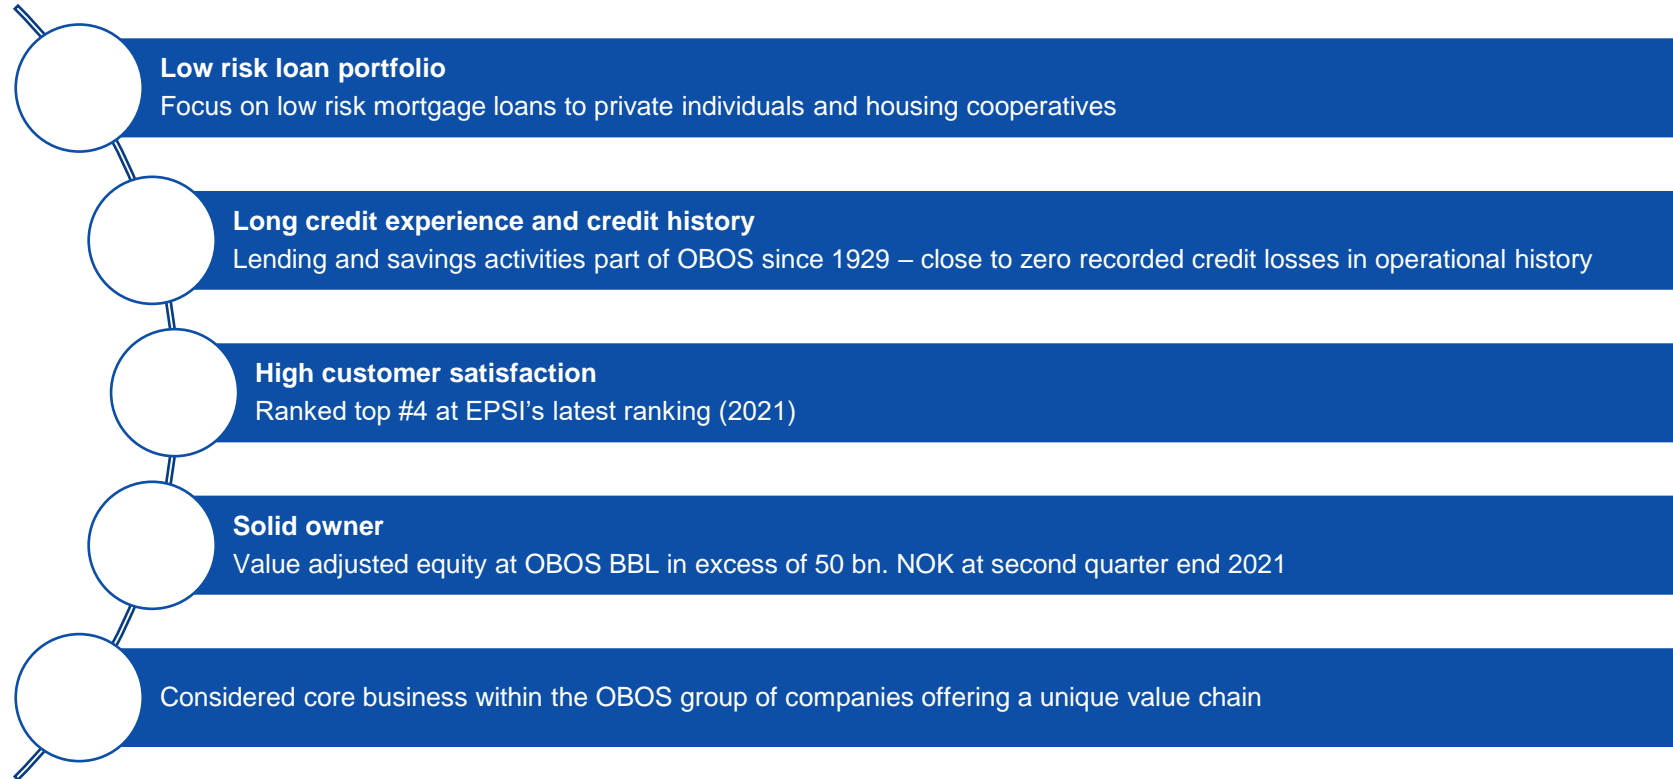 Low risk loan portfolio
Focus on low risk mortgage loans to private individuals and housing cooperatives
Long credit experience and credit history
Lending and savings activities part of OBOS since 1929 – close to zero recorded credit losses in operational history
High customer satisfaction
Ranked top #4 at EPSI’s latest ranking (2021)
Solid owner
Value adjusted equity at OBOS BBL in excess of 50 bn. NOK at second quarter end 2021
Considered core business within the OBOS group of companies offering a unique value chain